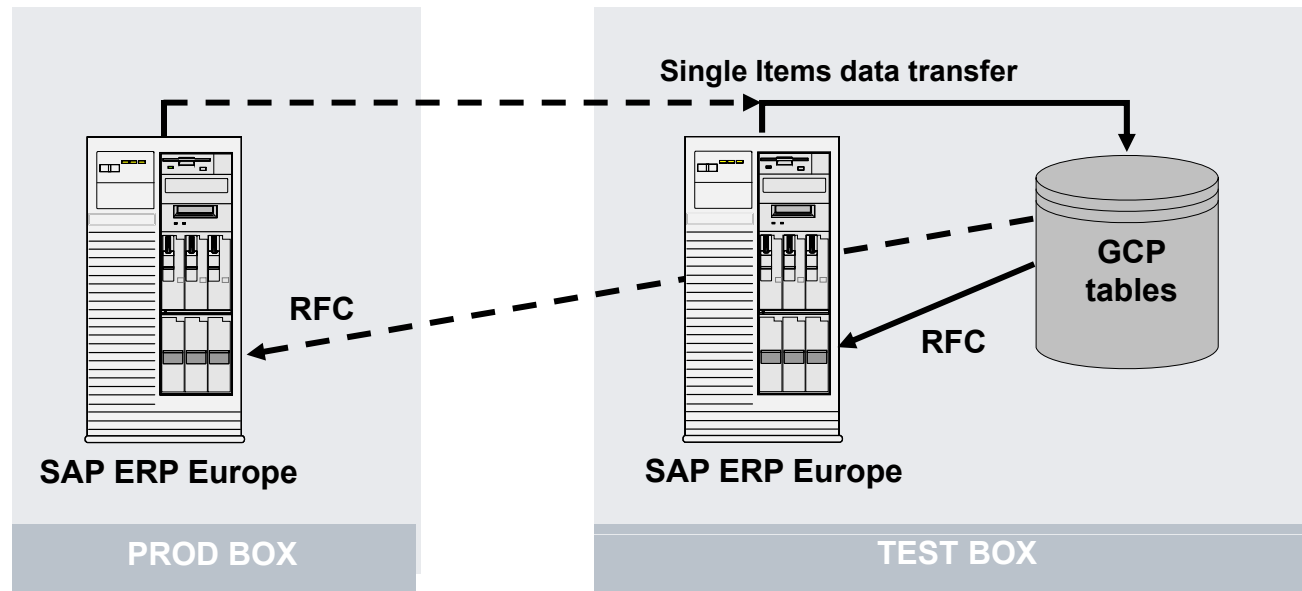 Single Items data transfer
GCP
tables
RFC
RFC
SAP ERP Europe
SAP ERP Europe
PROD BOX
TEST BOX